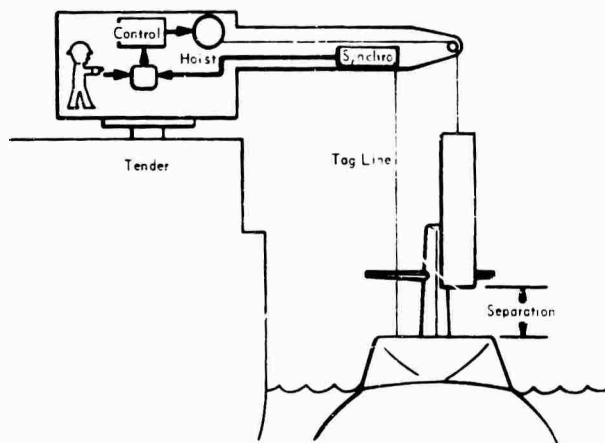 Control
Hoist
Synchro
Tender
Tag Line
Separation